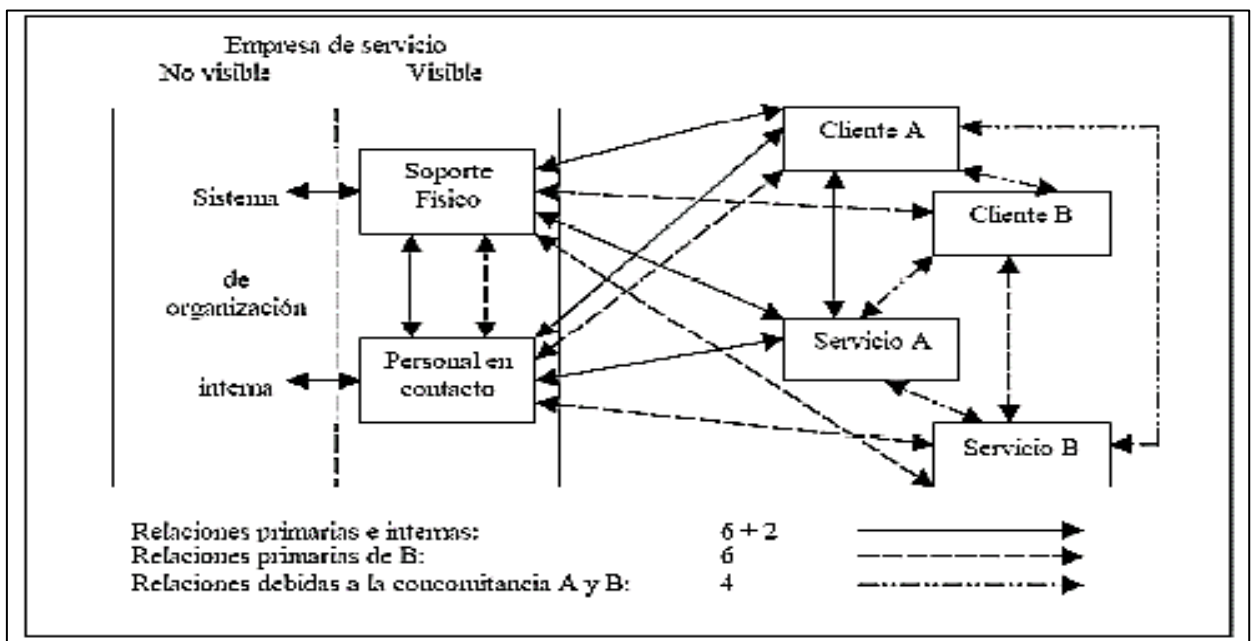 Empresa de servicio
No visible Visible
Cliente A
Soporte
Físico
Sistema
Cliente B
de
organización
Servicio A
Personal en
contacto
interna
Servicio B
Relaciones primarias e internas: 6 + 2
Relaciones primarias de B: 6
Relaciones debidas a la concomitancia A y B: 4